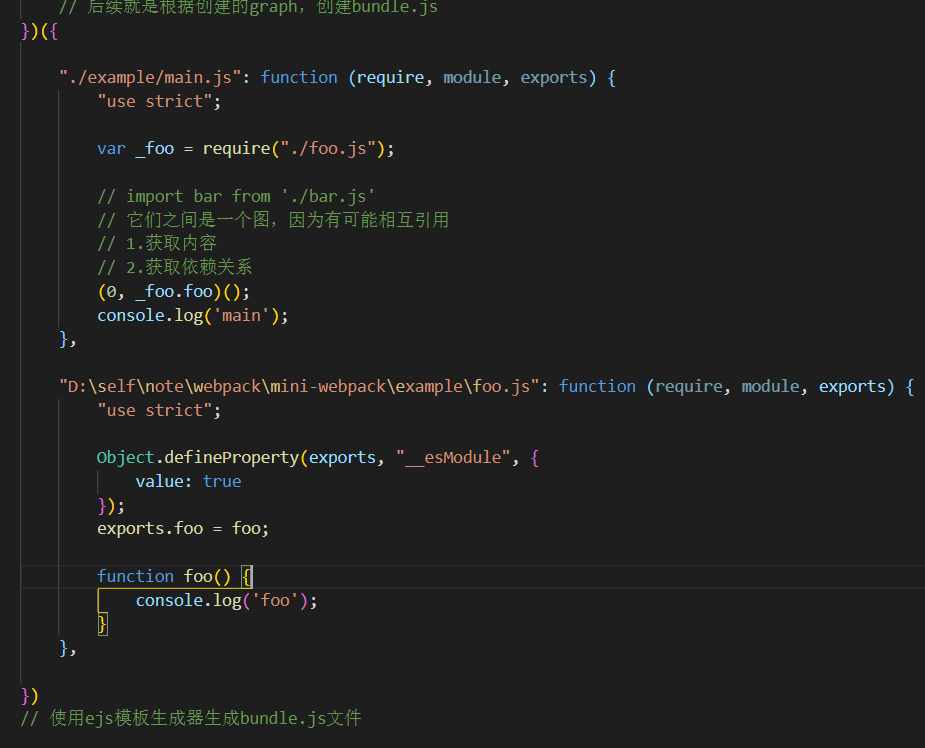 // 后续就是根据创建的graph，创建bundle.js
})({
"./example/main.js": function (require, module, exports) {
"use strict";
var _foo = require("./foo.js");
// import bar from './bar.js'
// 它们之间是一个图，因为有可能相互引用
// 1.获取内容
// 2.获取依赖关系
(0, _foo.foo)();
console.log('main');
},
"D:\self\note\webpack\mini-webpack\example\foo.js": function (require, module, exports) {
"use strict";
Object.defineProperty(exports, "__esModule", {
value: true
});
exports.foo = foo;
function foo() {
console.log('foo');
}
},
})
// 使用ejs模板生成器生成bundle.js文件